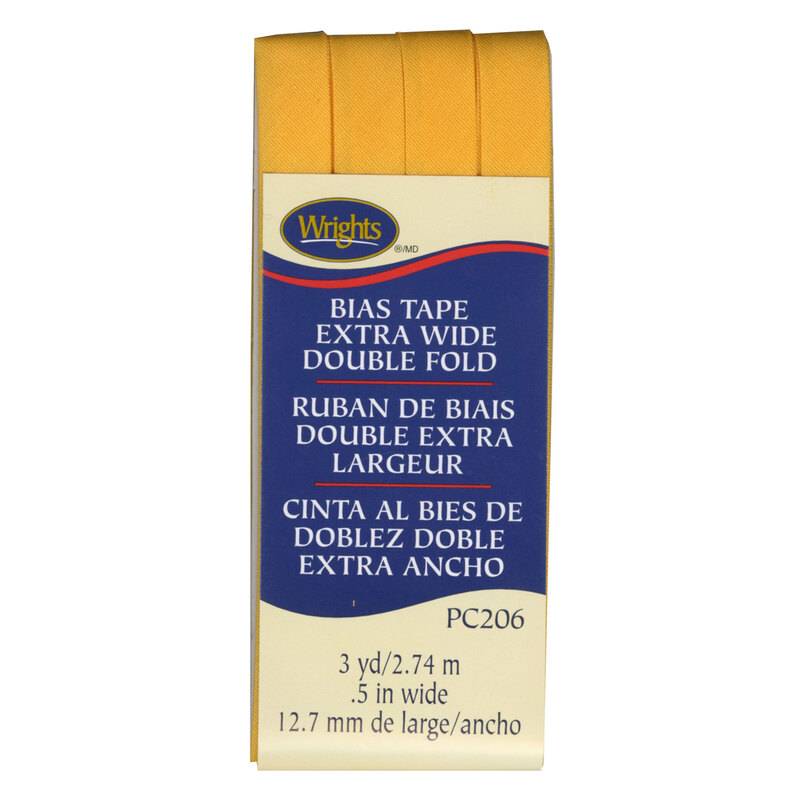 Wrights
®/MD
BIAS TAPE
EXTRA WIDE
DOUBLE FOLD
RUBAN DE BIAIS
DOUBLE EXTRA
LARGEUR
CINTA AL BIES DE
DOBLEZ DOBLE
EXTRA ANCHO
PC206
3 yd/2.74 m
.5 in wide
12.7 mm de large/ancho